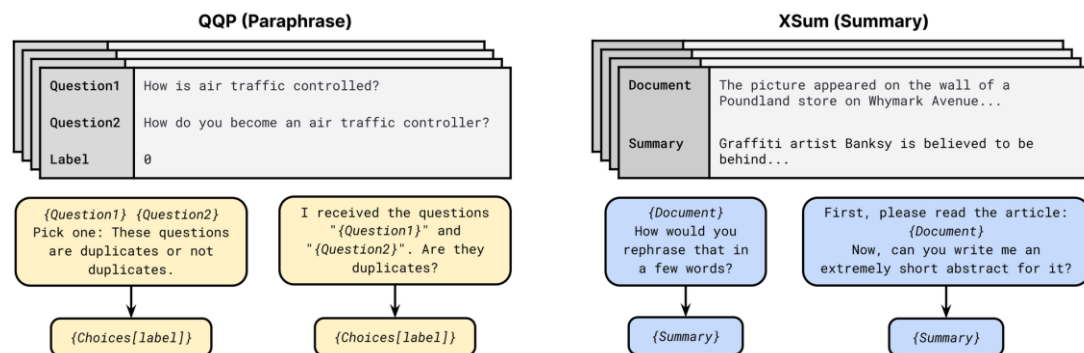 QQP (Paraphrase)
Question1 How is air traffic controlled?
Question2 How do you become an air traffic controller?
Label 0
{Question1} {Question2}
Pick one: These questions
are duplicates or not
duplicates.
{Choices[label]}
I received the questions
"{Question1}" and
"{Question2}". Are they
duplicates?
{Choices[label]}
XSum (Summary)
Document The picture appeared on the wall of a
Poundland store on Whymark Avenue...
Summary Graffiti artist Banksy is believed to be
behind...
{Document}
How would you
rephrase that in
a few words?
{Summary}
First, please read the article:
{Document}
Now, can you write me an
extremely short abstract for it?
{Summary}